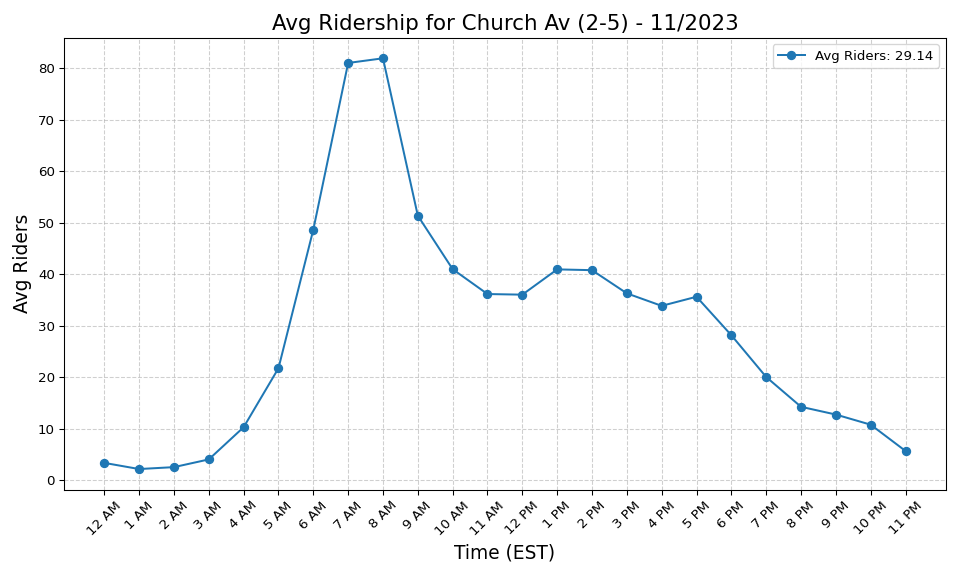 Avg Ridership for Church Av (2-5) - 11/2023
Avg Riders: 29.14
Avg Riders
80
70
60
50
40
30
20
10
0
12 AM
1 AM
2 AM
3 AM
4 AM
5 AM
6 AM
7 AM
8 AM
9 AM
10 AM
11 AM
12 PM
1 PM
2 PM
3 PM
4 PM
5 PM
6 PM
7 PM
8 PM
9 PM
10 PM
11 PM
Time (EST)